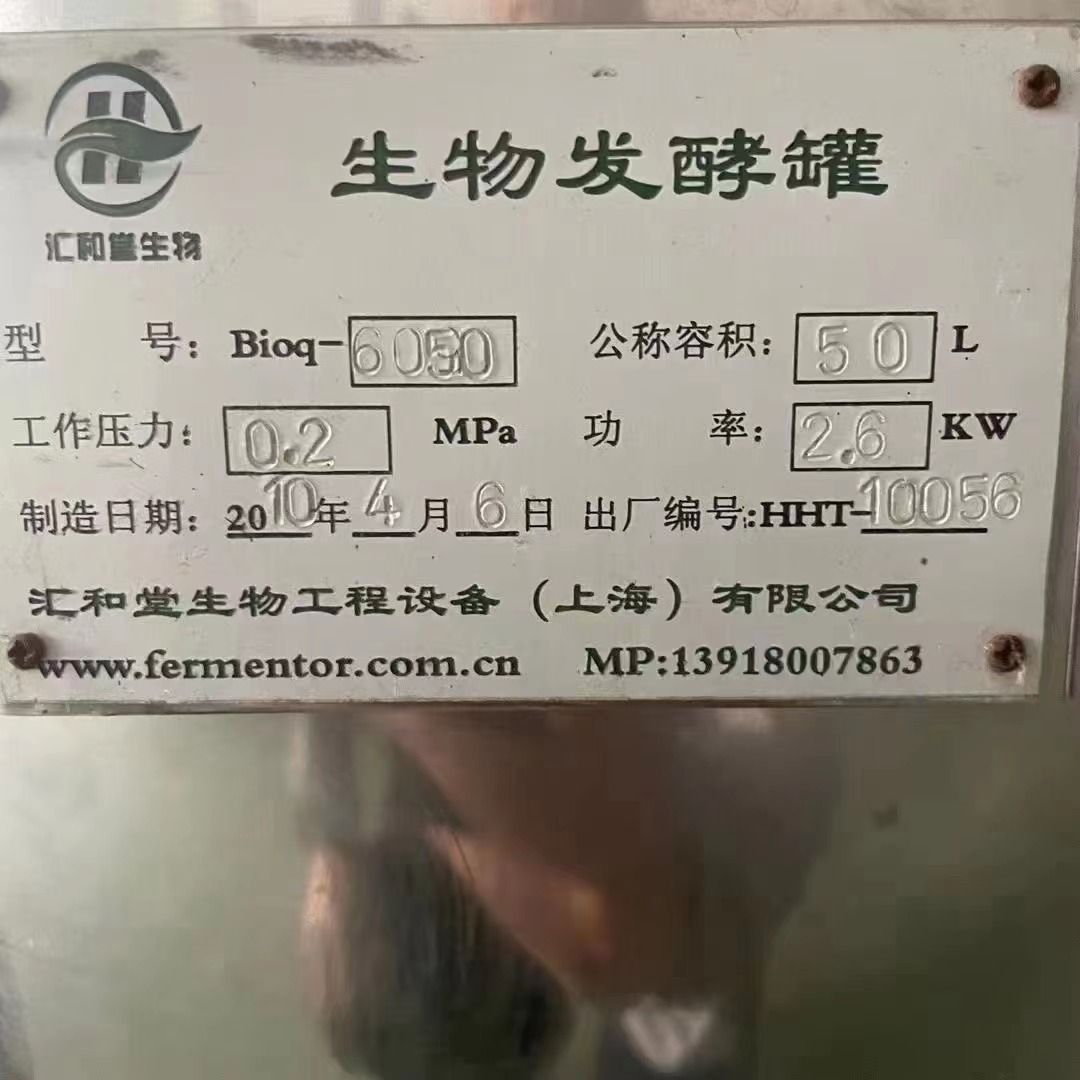 汇和堂生物
生物发酵罐
型 号：Bioq-6050 公称容积：50 L
工作压力：0.2 MPa 功 率：2.6 KW
制造日期：2010年4月6日 出厂编号:HHT-10056
汇和堂生物工程设备（上海）有限公司
www.fermentor.com.cn MP:13918007863